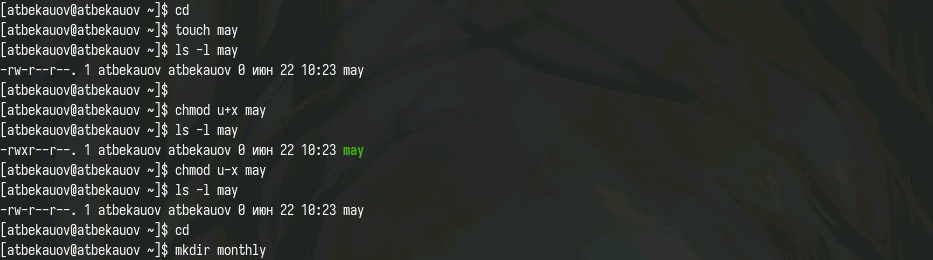 [atbekauov@atbekauov ~]$ cd
[atbekauov@atbekauov ~]$ touch may
[atbekauov@atbekauov ~]$ ls -l may
-rw-r--r--. 1 atbekauov atbekauov 0 июн 22 10:23 may
[atbekauov@atbekauov ~]$
[atbekauov@atbekauov ~]$ chmod u+x may
[atbekauov@atbekauov ~]$ ls -l may
-rwxr--r--. 1 atbekauov atbekauov 0 июн 22 10:23 may
[atbekauov@atbekauov ~]$ chmod u-x may
[atbekauov@atbekauov ~]$ ls -l may
-rw-r--r--. 1 atbekauov atbekauov 0 июн 22 10:23 may
[atbekauov@atbekauov ~]$ cd
[atbekauov@atbekauov ~]$ mkdir monthly